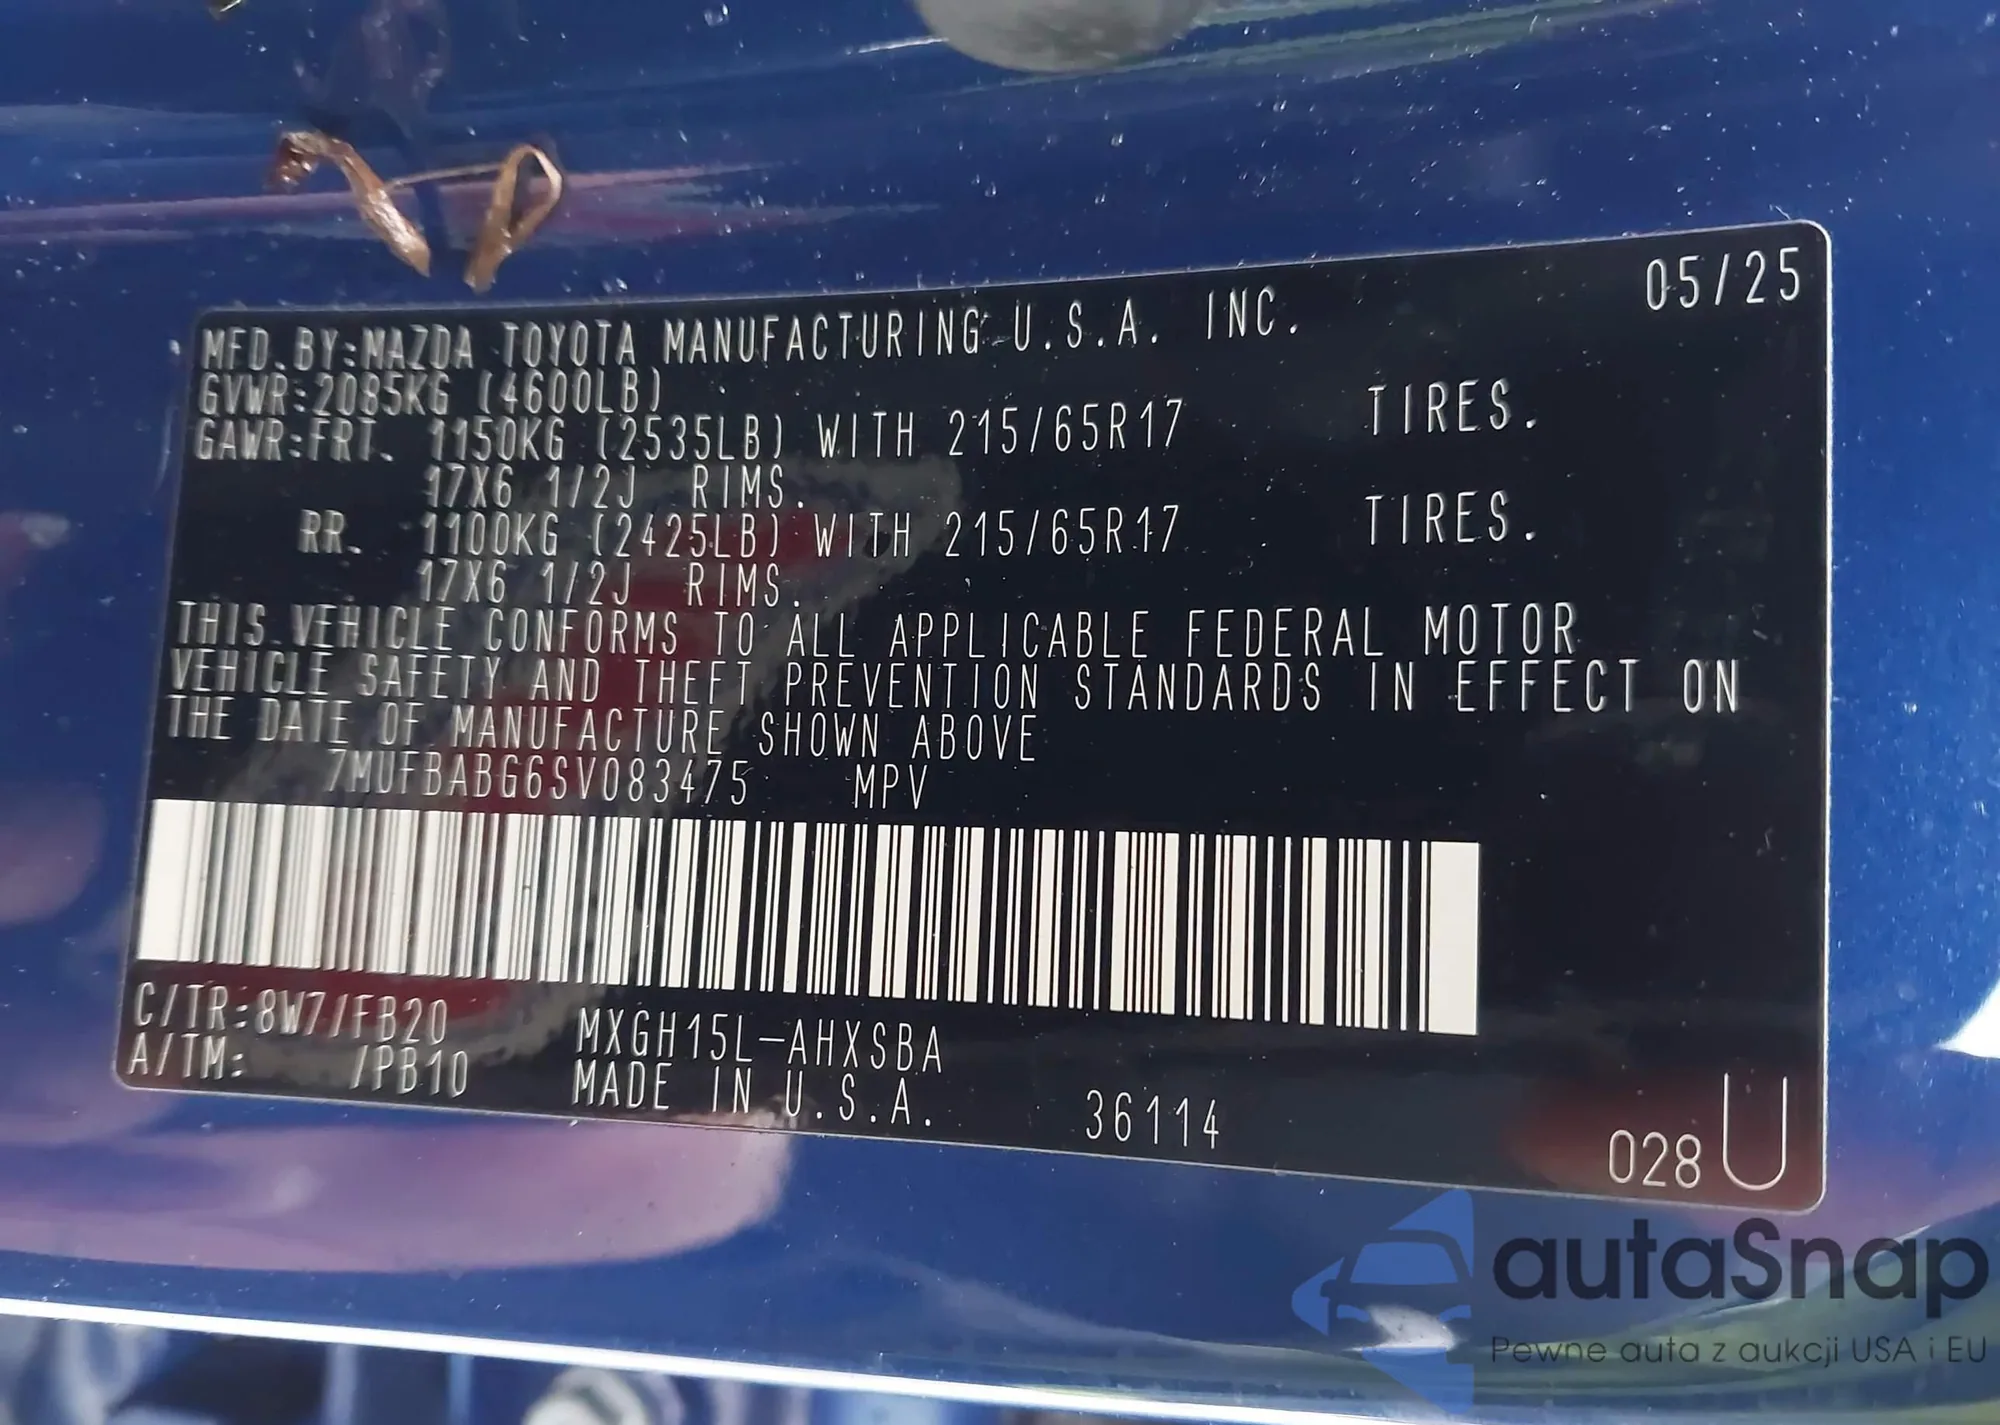 05/25
MFD.BY:MAZDA TOYOTA MANUFACTURING U.S.A. INC.
GVWR:2085KG (4600LB)
GAWR:FRT. 1150KG (2535LB) WITH 215/65R17 TIRES.
17X6 1/2J RIMS.
RR. 1100KG (2425LB) WITH 215/65R17 TIRES.
17X6 1/2J RIMS.
THIS VEHICLE CONFORMS TO ALL APPLICABLE FEDERAL MOTOR
VEHICLE SAFETY AND THEFT PREVENTION STANDARDS IN EFFECT ON
THE DATE OF MANUFACTURE SHOWN ABOVE
7MUFBABG6SV083475 MPV
C/TR:8W7/FB20 MXGH15L-AHXSBA
A/TM: /PB10 MADE IN U.S.A. 36114
028 U
autaSnap
Pewne auta z aukcji USA i EU